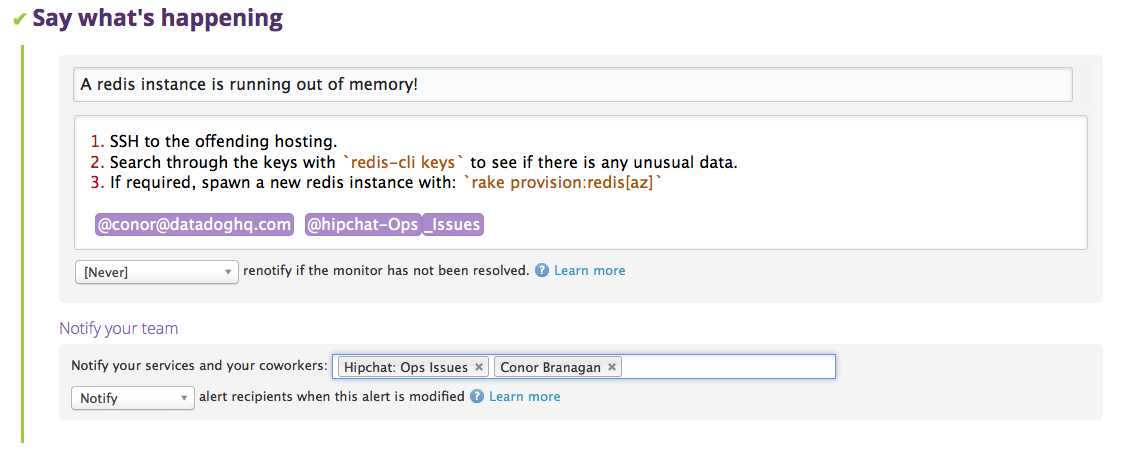 Say what's happening
A redis instance is running out of memory!
1. SSH to the offending hosting.
2. Search through the keys with `redis-cli keys` to see if there is any unusual data.
3. If required, spawn a new redis instance with: `rake provision:redis[az]`
@conor@datadoghq.com @hipchat-Ops_Issues
[Never] renotify if the monitor has not been resolved. ? Learn more
Notify your team
Notify your services and your coworkers: Hipchat: Ops Issues × Conor Branagan ×
Notify alert recipients when this alert is modified ? Learn more